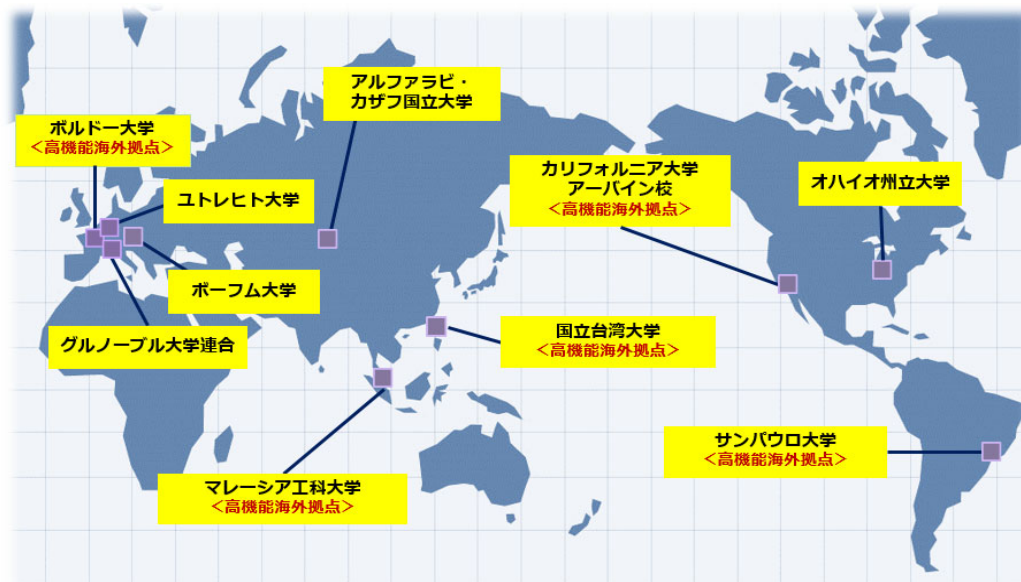 アルファラビ・
カザフ国立大学
ボルドー大学
＜高機能海外拠点＞
カリフォルニア大学
アーバイン校
＜高機能海外拠点＞
オハイオ州立大学
ユトレヒト大学
ボーフム大学
グルノーブル大学連合
国立台湾大学
＜高機能海外拠点＞
サンパウロ大学
＜高機能海外拠点＞
マレーシア工科大学
＜高機能海外拠点＞